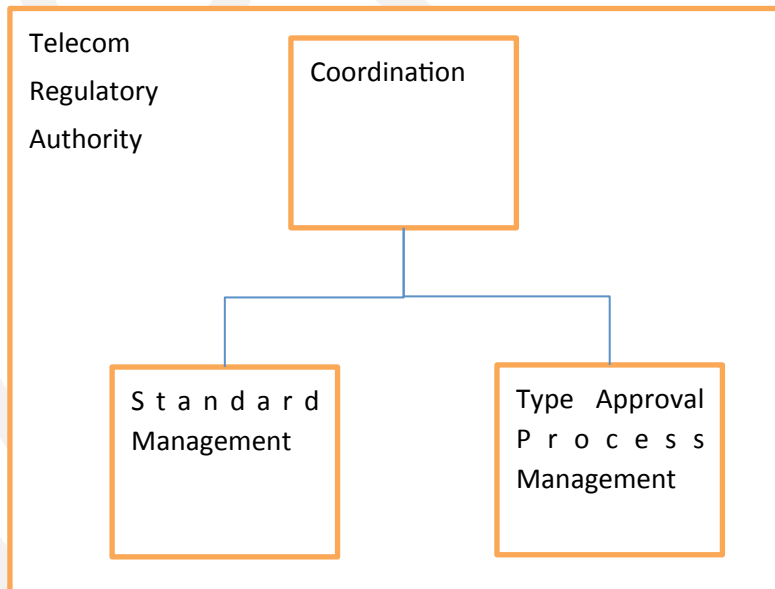 Telecom
Regulatory
Authority
Coordination
Standard
Management
Type Approval
Process
Management